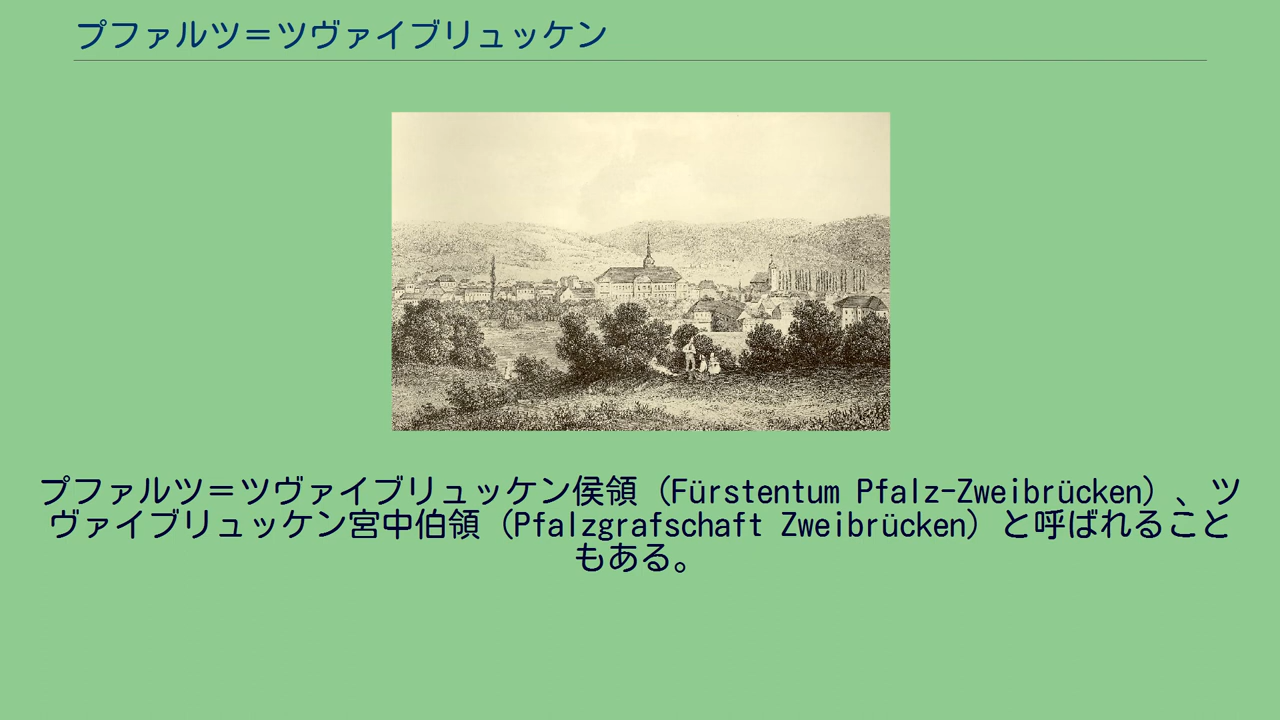 プファルツ＝ツヴァイブリュッケン
プファルツ＝ツヴァイブリュッケン侯領（Fürstentum Pfalz-Zweibrücken）、ツ
ヴァイブリュッケン宮中伯領（Pfalzgrafschaft Zweibrücken）と呼ばれること
もある。